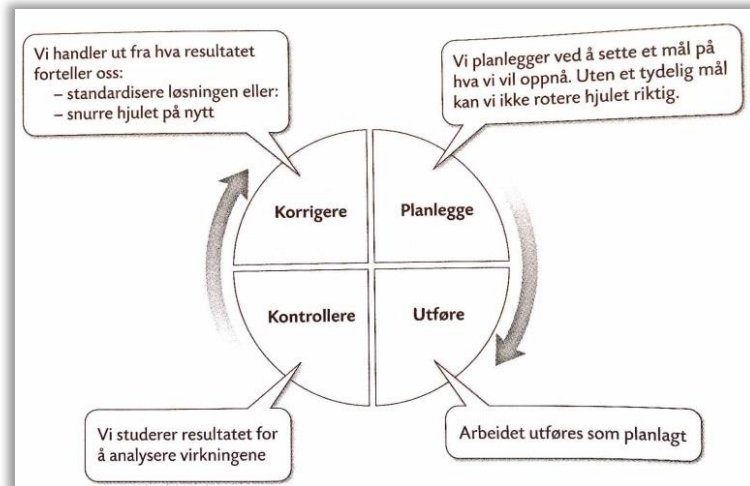 Vi handler ut fra hva resultatet
forteller oss:
– standardisere løsningen eller:
– snurre hjulet på nytt
Vi planlegger ved å sette et mål på
hva vi vil oppnå. Uten et tydelig mål
kan vi ikke rotere hjulet riktig.
Korrigere
Planlegge
Kontrollere
Utføre
Vi studerer resultatet for
å analysere virkningene
Arbeidet utføres som planlagt